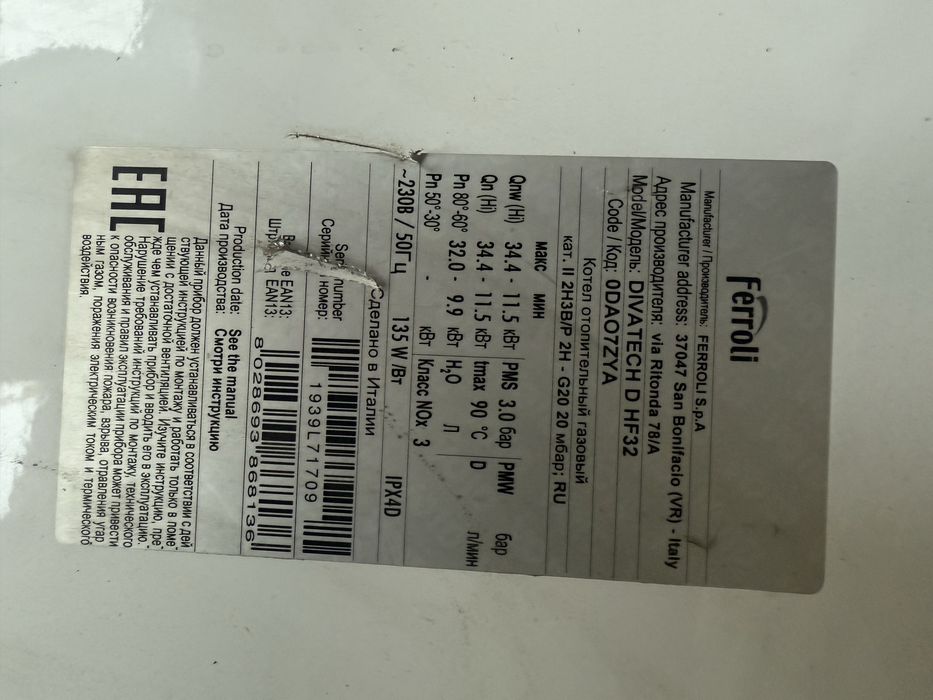 Ferroli
Manufacturer / Производитель: FERROLI S.p.A
Manufacturer address: 37047 San Bonifacio (VR) - Italy
Адрес производителя: via Ritonda 78/A
Model/Модель: DIVATECH D HF32
Code / Код: 0DAO7ZYA
Котел отопительный газовый
кат. II 2H3B/P 2H - G20 20 мбар; RU
макс мин
Qnw (Hi) 34.4 - 11.5 кВт PMS 3.0 бар PMW бар
Qn (Hi) 34.4 - 11.5 кВт tmax 90 °C D л/мин
Pn 80°-60° 32.0 - 9.9 кВт H₂O Л
Pn 50°-30° - кВт Класс NOx 3
~230В / 50Гц 135 W/Вт IPX4D
Сделано в Италии
number
номер: 1939L71709
EAN13:
EAN13: 8028693868136
Production date: See the manual
Дата производства: Смотри инструкцию
EAC
Данный прибор должен устанавливаться в соответствии с дей
ствующей инструкцией по монтажу и работать только в поме
щении с достаточной вентиляцией. Изучите инструкцию, пре
жде чем устанавливать прибор и вводить его в эксплуатацию.
Нарушение требований инструкции по монтажу, технического
обслуживания и правил эксплуатации прибора может привести
к опасности возникновения пожара, взрыва, отравления угар
ным газом, поражения электрическим током и термического
воздействия.